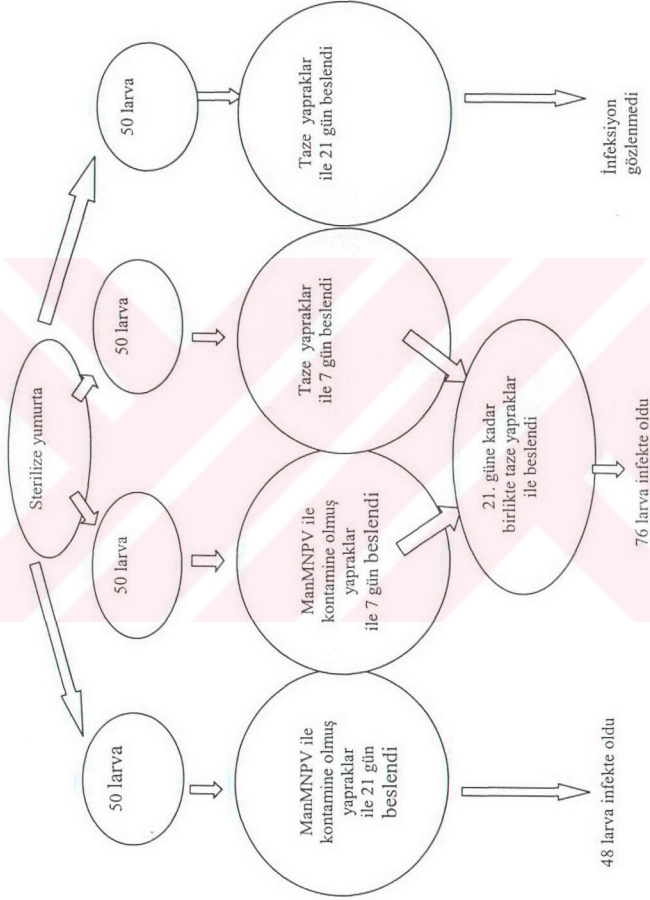 Sterilize yumurta
50 larva
50 larva
50 larva
50 larva
ManMNPV ile
kontamine olmuş
yapraklar
ile 21 gün
beslendi
ManMNPV ile
kontamine olmuş
yapraklar
ile 7 gün beslendi
Taze yapraklar
ile 7 gün beslendi
Taze yapraklar
ile 21 gün beslendi
21. güne kadar
birlikte taze yapraklar
ile beslendi
48 larva infekte oldu
76 larva infekte oldu
İnfeksiyon
gözlenmedi